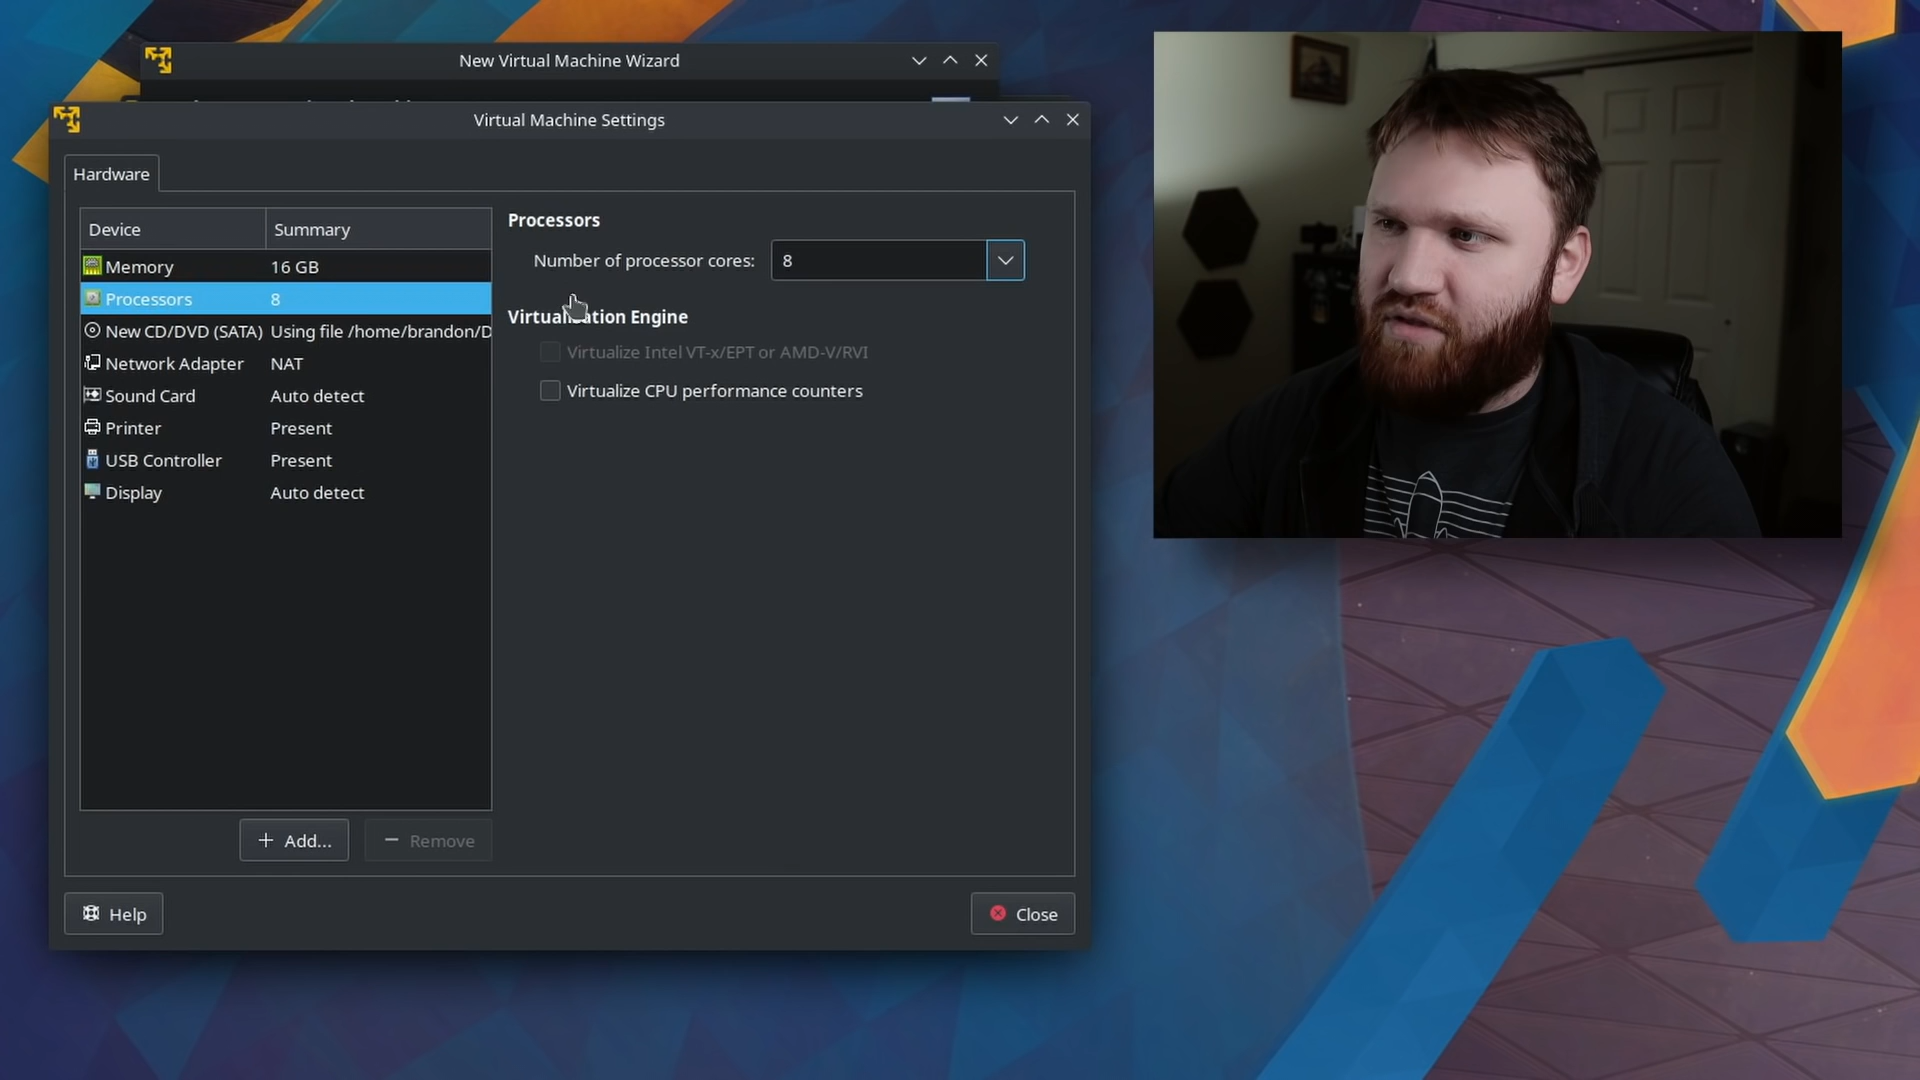 New Virtual Machine Wizard
Virtual Machine Settings
Hardware
Device Summary
Memory 16 GB
Processors 8
New CD/DVD (SATA) Using file /home/brandon/D
Network Adapter NAT
Sound Card Auto detect
Printer Present
USB Controller Present
Display Auto detect
+ Add...
− Remove
Processors
Number of processor cores: 8
Virtualization Engine
Virtualize Intel VT-x/EPT or AMD-V/RVI
Virtualize CPU performance counters
Help
Close